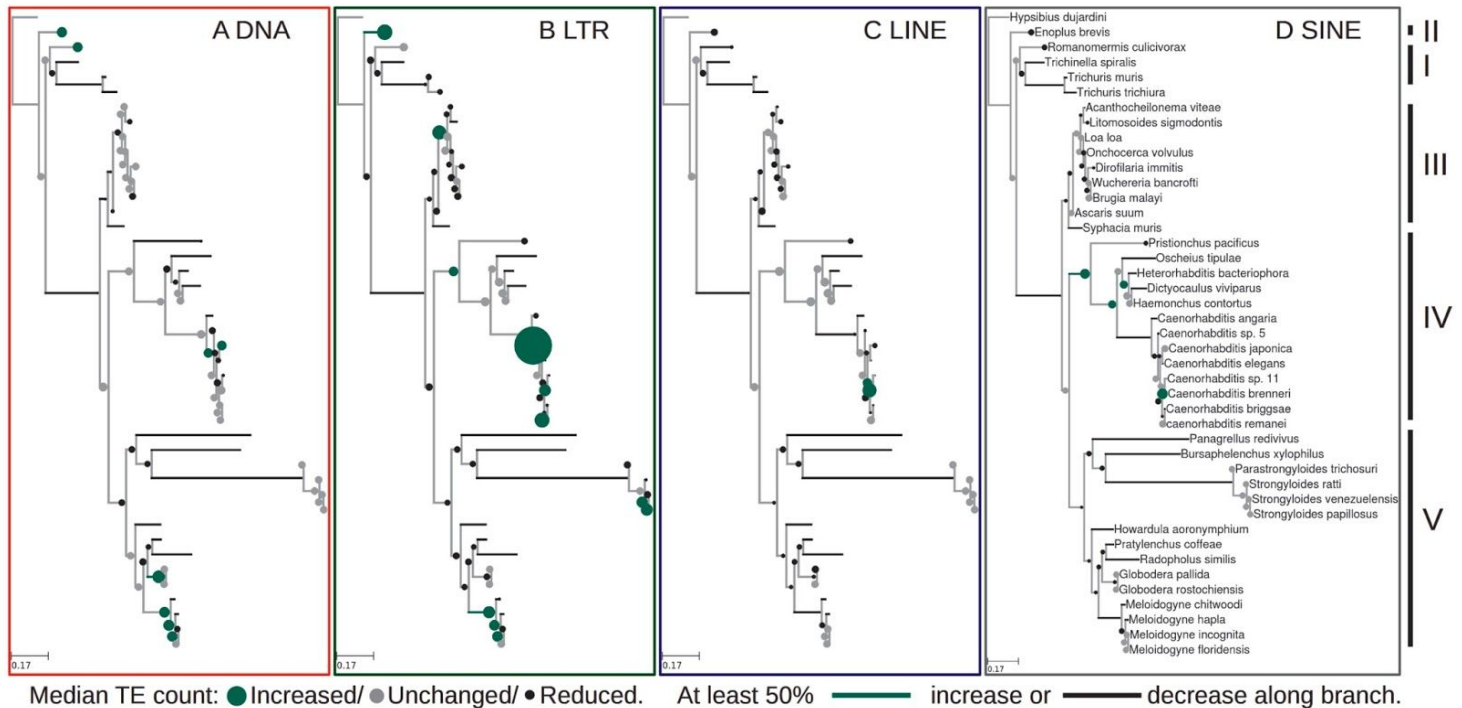 A DNA
B LTR
C LINE
D SINE
Hypsibius dujardini
Enoplus brevis
Romanomermis culicivorax
Trichinella spiralis
Trichuris muris
Trichuris trichiura
Acanthocheilonema viteae
Litomosoides sigmodontis
Loa loa
Onchocerca volvulus
Dirofilaria immitis
Wuchereria bancrofti
Brugia malayi
Ascaris suum
Syphacia muris
Pristionchus pacificus
Oscheius tipulae
Heterorhabditis bacteriophora
Dictyocaulus viviparus
Haemonchus contortus
Caenorhabditis angaria
Caenorhabditis sp. 5
Caenorhabditis japonica
Caenorhabditis elegans
Caenorhabditis sp. 11
Caenorhabditis brenneri
Caenorhabditis briggsae
caenorhabditis remanei
Panagrellus redivivus
Bursaphelenchus xylophilus
Parastrongyloides trichosuri
Strongyloides ratti
Strongyloides venezuelensis
Strongyloides papillosus
Howardula aoronymphium
Pratylenchus coffeae
Radopholus similis
Globodera pallida
Globodera rostochiensis
Meloidogyne chitwoodi
Meloidogyne hapla
Meloidogyne incognita
Meloidogyne floridensis
II
I
III
IV
V
0.17
0.17
0.17
0.17
Median TE count: Increased/ Unchanged/ Reduced. At least 50% increase or decrease along branch.